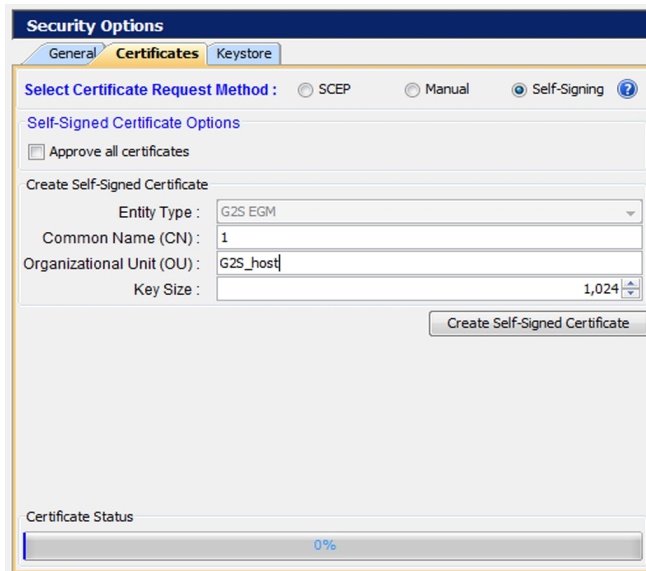 Security Options
General Certificates Keystore
Select Certificate Request Method : SCEP Manual Self-Signing ?
Self-Signed Certificate Options
Approve all certificates
Create Self-Signed Certificate
Entity Type : G2S EGM
Common Name (CN) : 1
Organizational Unit (OU) : G2S_host
Key Size : 1,024
Create Self-Signed Certificate
Certificate Status
0%